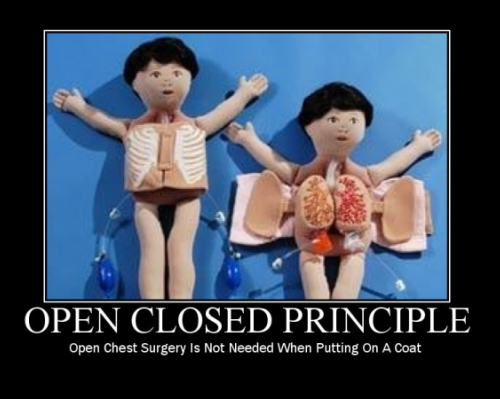 OPEN CLOSED PRINCIPLE
Open Chest Surgery Is Not Needed When Putting On A Coat